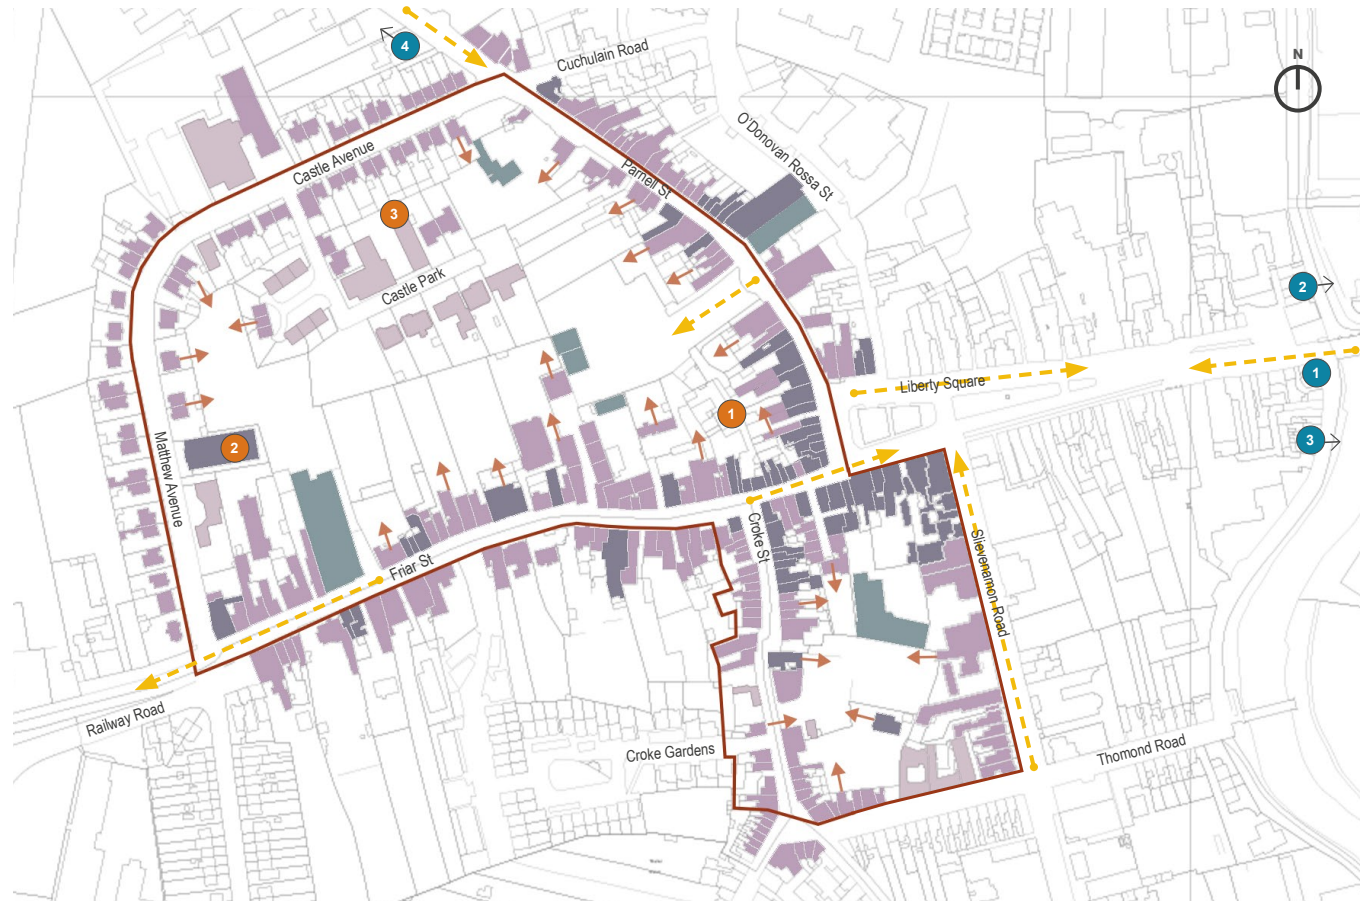 4
Cuchulain Road
N
O'Donovan Rossa St
Castle Avenue
Parnell St
3
Castle Park
2
1
Liberty Square
1
3
2
Matthew Avenue
Croke St
Slievenamon Road
Friar St
Railway Road
Croke Gardens
Thomond Road